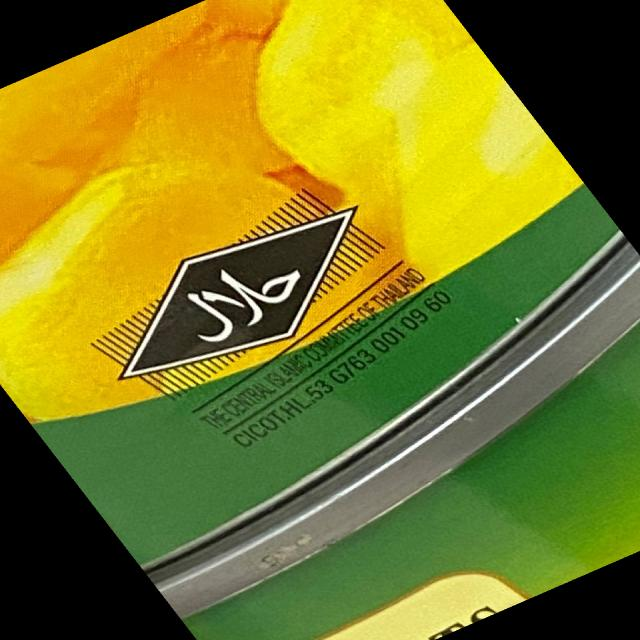 حلال
THE CENTRAL ISLAMIC COMMITTEE OF THAILAND
CICOT.HL.53 G763 001 09 60